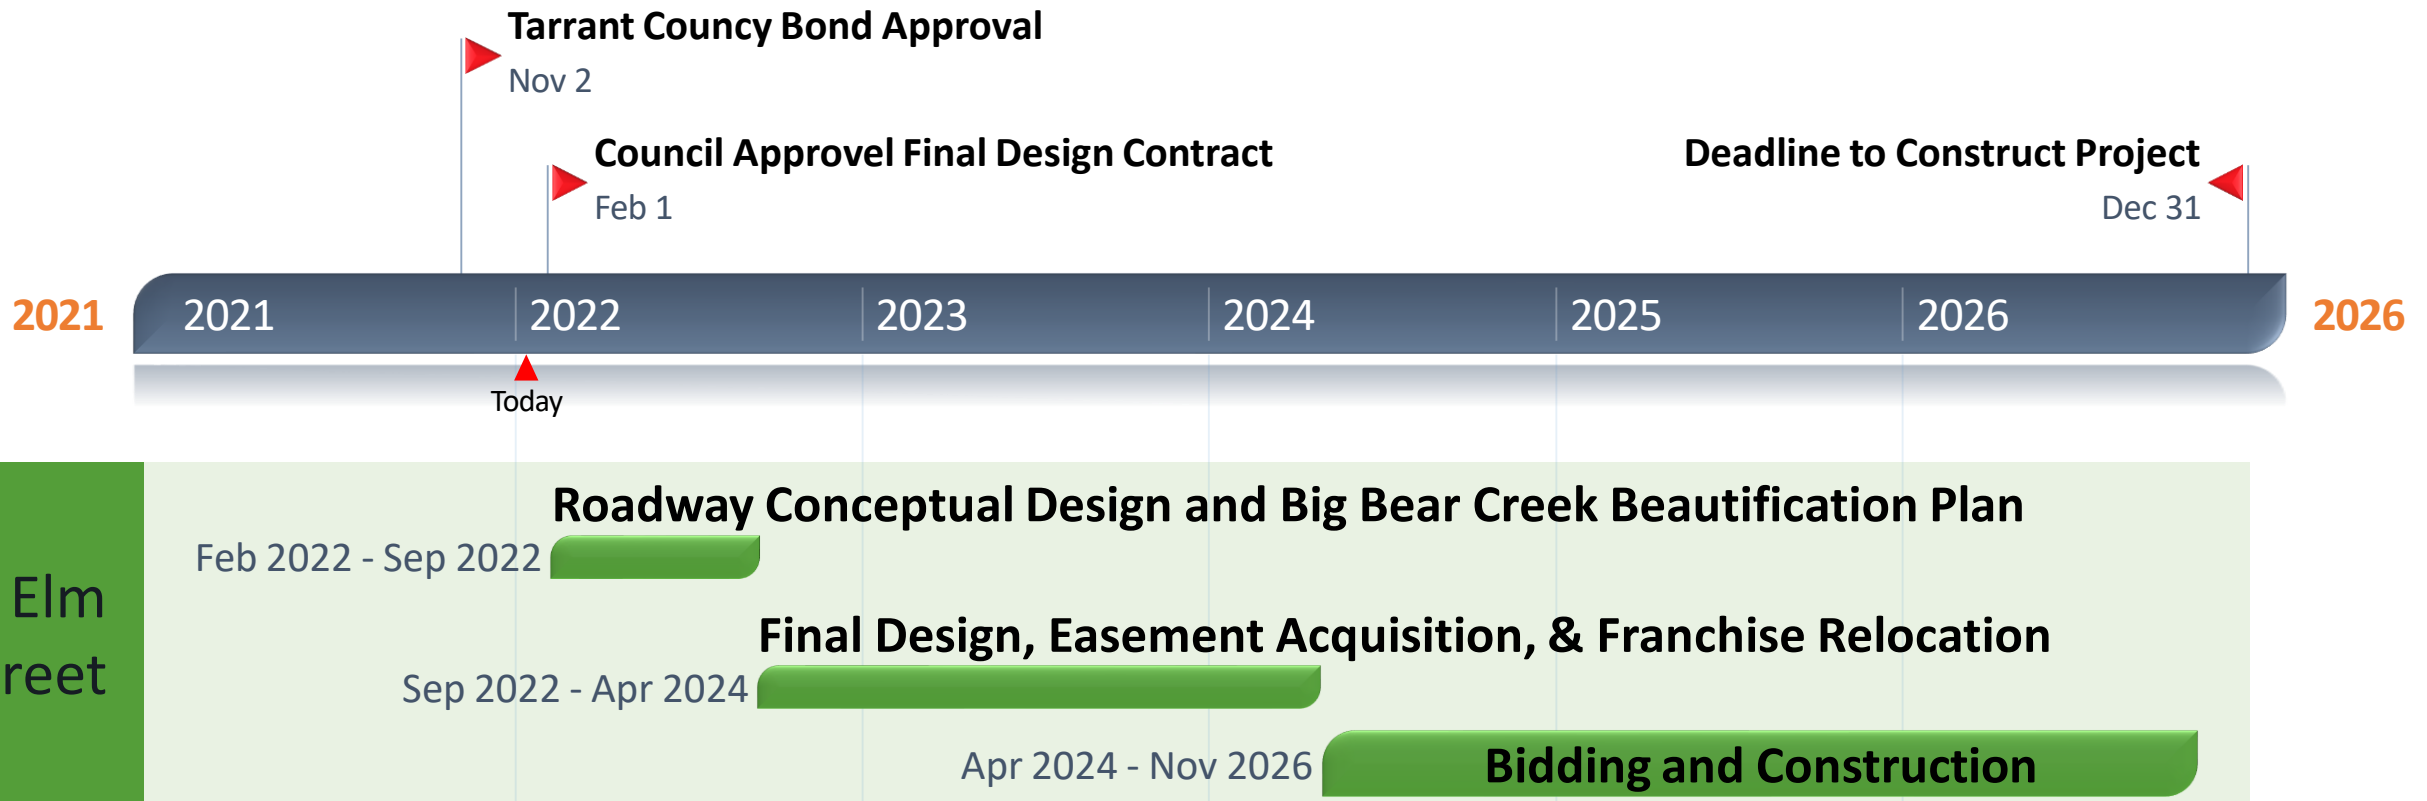 Tarrant Councy Bond Approval
Nov 2
Council Approvel Final Design Contract
Feb 1
Deadline to Construct Project
Dec 31
2021
2021 2022 2023 2024 2025 2026
2026
Today
Roadway Conceptual Design and Big Bear Creek Beautification Plan
Feb 2022 - Sep 2022
Elm
reet
Final Design, Easement Acquisition, & Franchise Relocation
Sep 2022 - Apr 2024
Apr 2024 - Nov 2026
Bidding and Construction